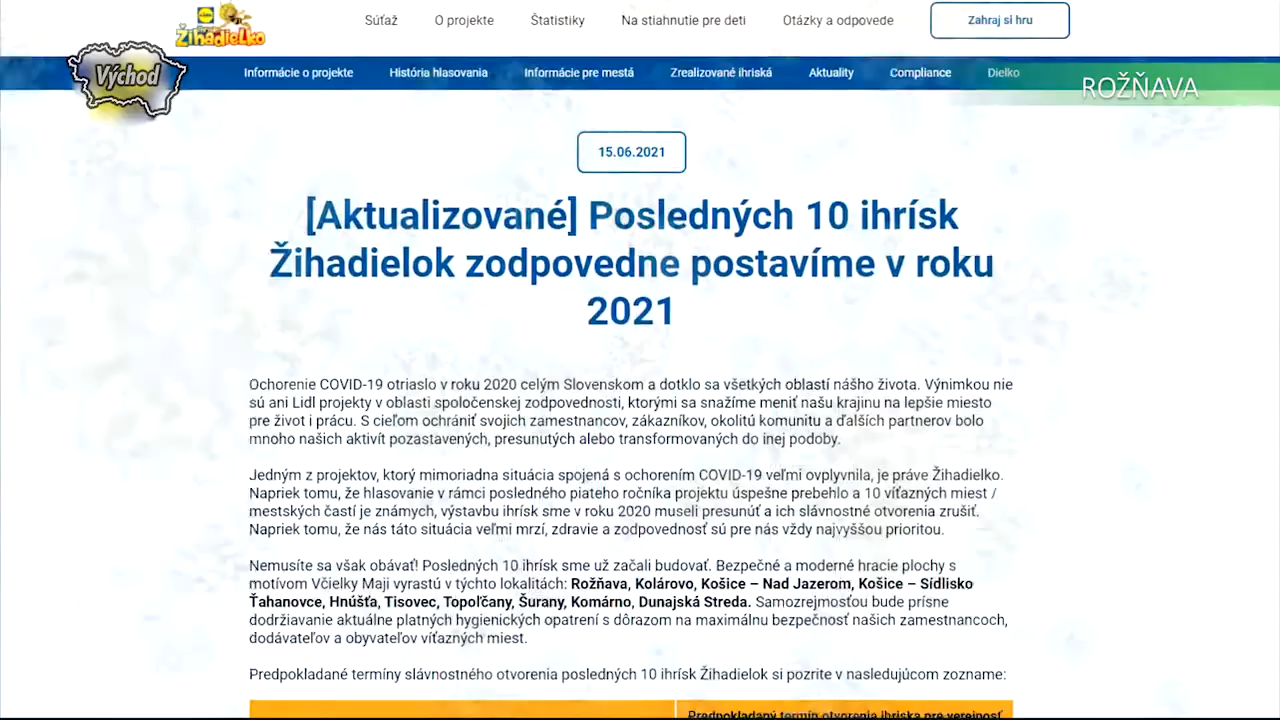 LIDL
Žihadielko
Súťaž
O projekte
Štatistiky
Na stiahnutie pre deti
Otázky a odpovede
Zahraj si hru
Východ
Informácie o projekte
História hlasovania
Informácie pre mestá
Zrealizované ihriská
Aktuality
Compliance
Dielko
ROŽŇAVA
15.06.2021
[Aktualizované] Posledných 10 ihrísk
Žihadielok zodpovedne postavíme v roku
2021
Ochorenie COVID-19 otriaslo v roku 2020 celým Slovenskom a dotklo sa všetkých oblastí nášho života. Výnimkou nie
sú ani Lidl projekty v oblasti spoločenskej zodpovednosti, ktorými sa snažíme meniť našu krajinu na lepšie miesto
pre život i prácu. S cieľom ochrániť svojich zamestnancov, zákazníkov, okolitú komunitu a ďalších partnerov bolo
mnoho našich aktivít pozastavených, presunutých alebo transformovaných do inej podoby.
Jedným z projektov, ktorý mimoriadna situácia spojená s ochorením COVID-19 veľmi ovplyvnila, je práve Žihadielko.
Napriek tomu, že hlasovanie v rámci posledného piateho ročníka projektu úspešne prebehlo a 10 víťazných miest /
mestských častí je známych, výstavbu ihrísk sme v roku 2020 museli presunúť a ich slávnostné otvorenia zrušiť.
Napriek tomu, že nás táto situácia veľmi mrzí, zdravie a zodpovednosť sú pre nás vždy najvyššou prioritou.
Nemusíte sa však obávať! Posledných 10 ihrísk sme už začali budovať. Bezpečné a moderné hracie plochy s
motívom Včielky Maji vyrastú v týchto lokalitách: Rožňava, Kolárovo, Košice – Nad Jazerom, Košice – Sídlisko
Ťahanovce, Hnúšťa, Tisovec, Topoľčany, Šurany, Komárno, Dunajská Streda. Samozrejmosťou bude prísne
dodržiavanie aktuálne platných hygienických opatrení s dôrazom na maximálnu bezpečnosť našich zamestnancoch,
dodávateľov a obyvateľov víťazných miest.
Predpokladané termíny slávnostného otvorenia posledných 10 ihrísk Žihadielok si pozrite v nasledujúcom zozname:
Predpokladaný termín otvorenia ihriska pre verejnosť